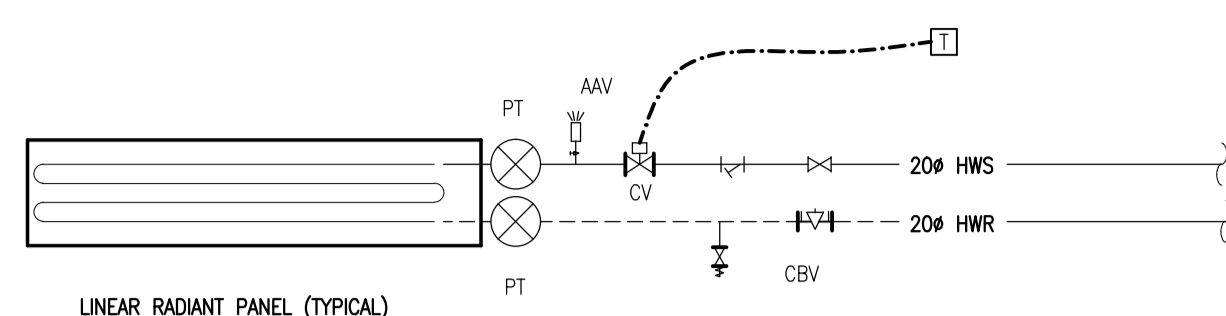 T
AAV
PT
20ø HWS
CV
20ø HWR
CBV
PT
LINEAR RADIANT PANEL (TYPICAL)